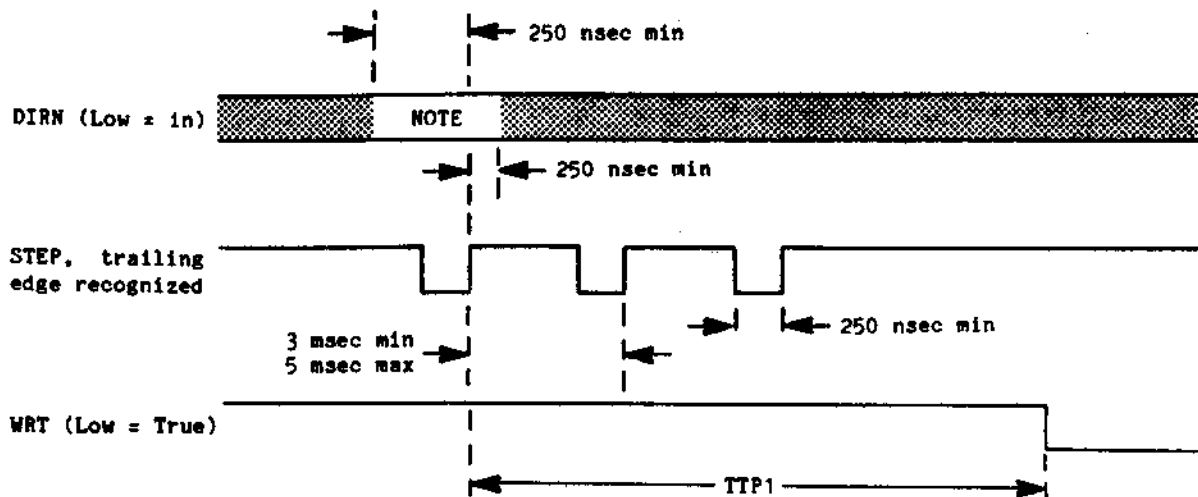 250 nsec min
DIRN (Low = in)
NOTE
250 nsec min
STEP, trailing
edge recognized
250 nsec min
3 msec min
5 msec max
WRT (Low = True)
TTP1